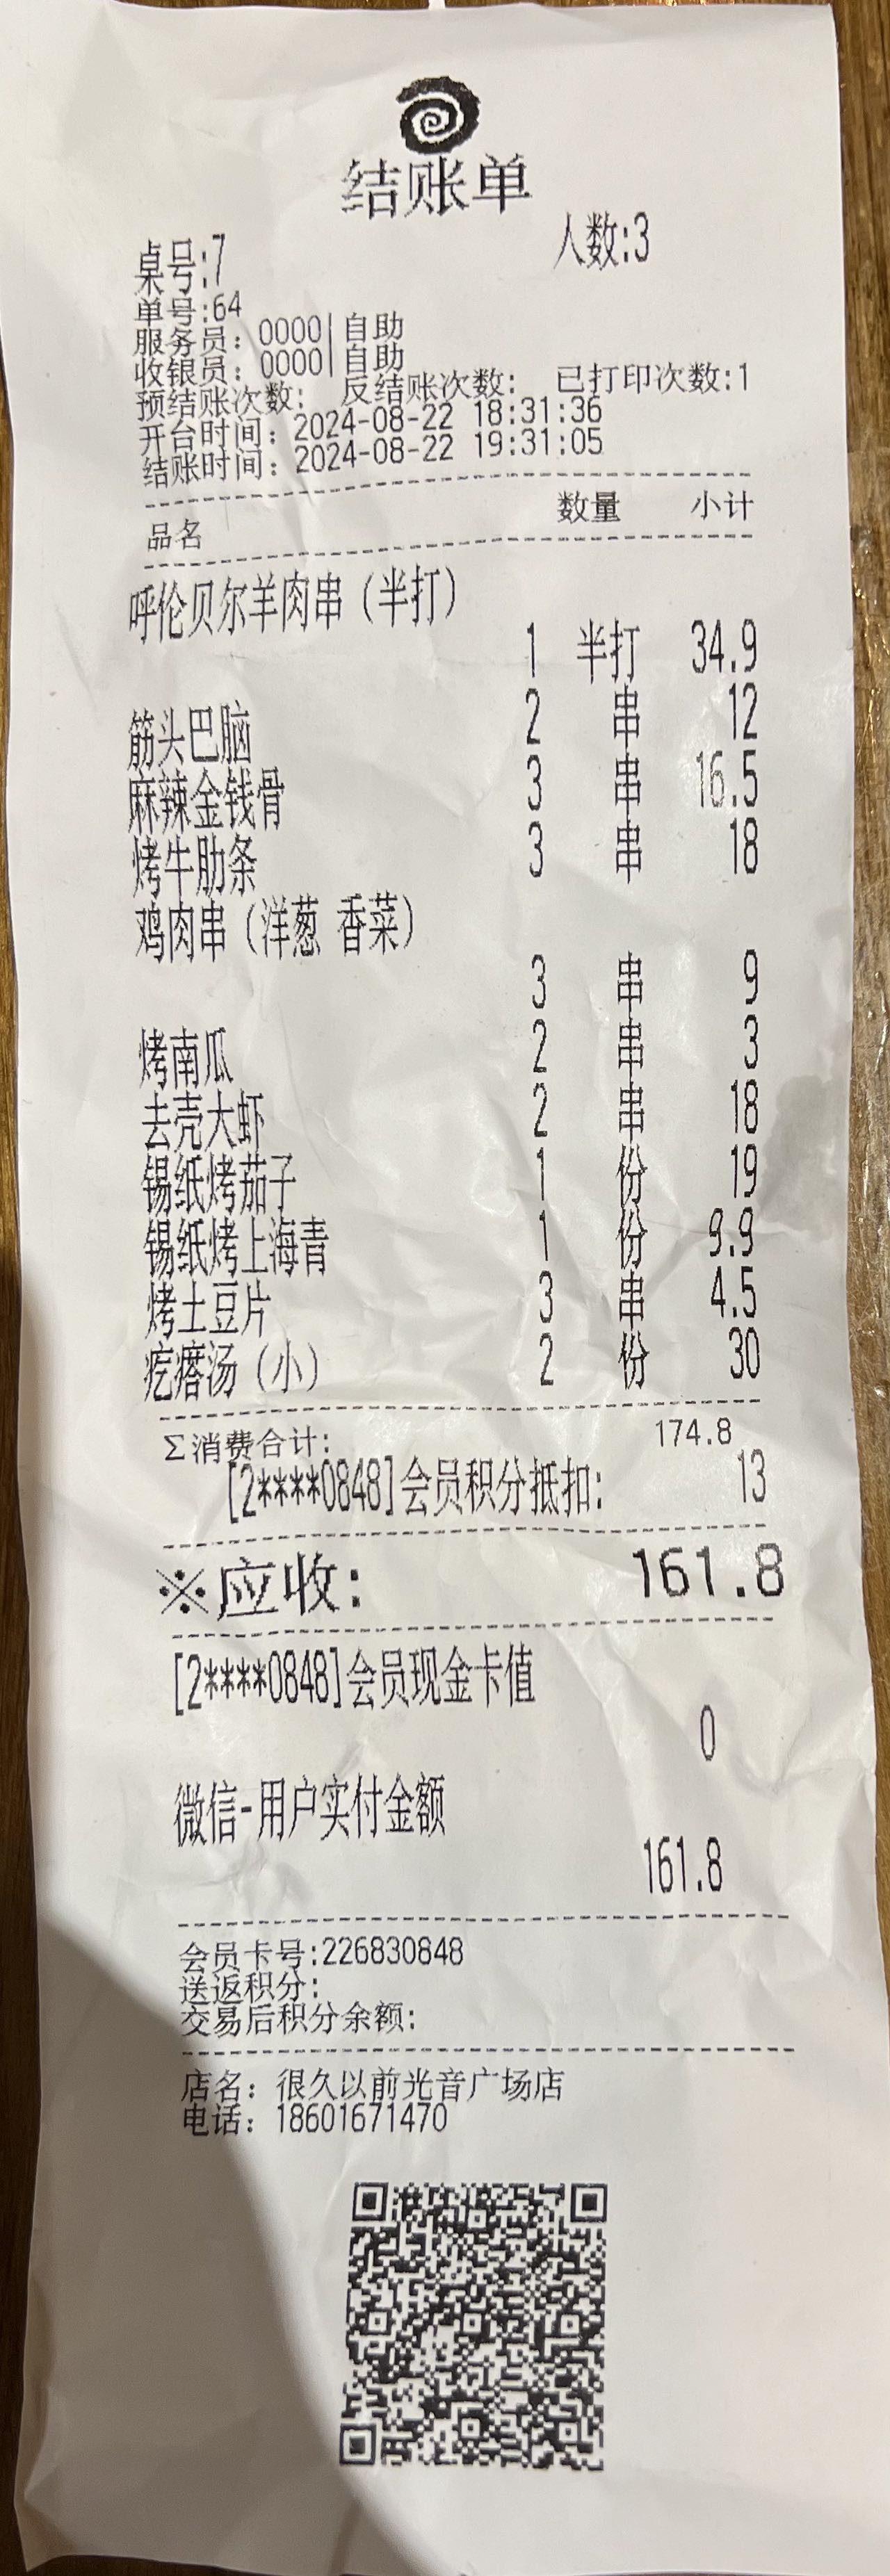 结账单
桌号:7 人数:3
单号:64
服务员: 0000|自助
收银员: 0000|自助
预结账次数: 反结账次数: 已打印次数:1
开台时间: 2024-08-22 18:31:36
结账时间: 2024-08-22 19:31:05
品名 数量 小计
呼伦贝尔羊肉串(半打)
1 半打 34.9
筋头巴脑 2 串 12
麻辣金钱骨 3 串 16.5
烤牛肋条 3 串 18
鸡肉串(洋葱 香菜)
3 串 9
烤南瓜 2 串 3
去壳大虾 2 串 18
锡纸烤茄子 1 份 19
锡纸烤上海青 1 份 9.9
烤土豆片 3 串 4.5
疙瘩汤(小) 2 份 30
Σ消费合计: 174.8
[2****0848]会员积分抵扣: 13
※应收: 161.8
[2****0848]会员现金卡值
0
微信-用户实付金额
161.8
会员卡号:226830848
送返积分:
交易后积分余额:
店名: 很久以前光音广场店
电话: 18601671470